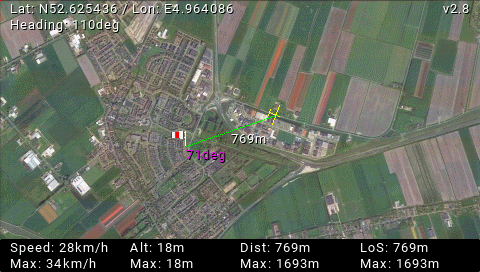 Lat: N52.625436 / Lon: E4.964086
v2.8
Heading: 110deg
769m
71deg
Speed: 28km/h Alt: 18m Dist: 769m LoS: 769m
Max: 34km/h Max: 18m Max: 1693m Max: 1693m